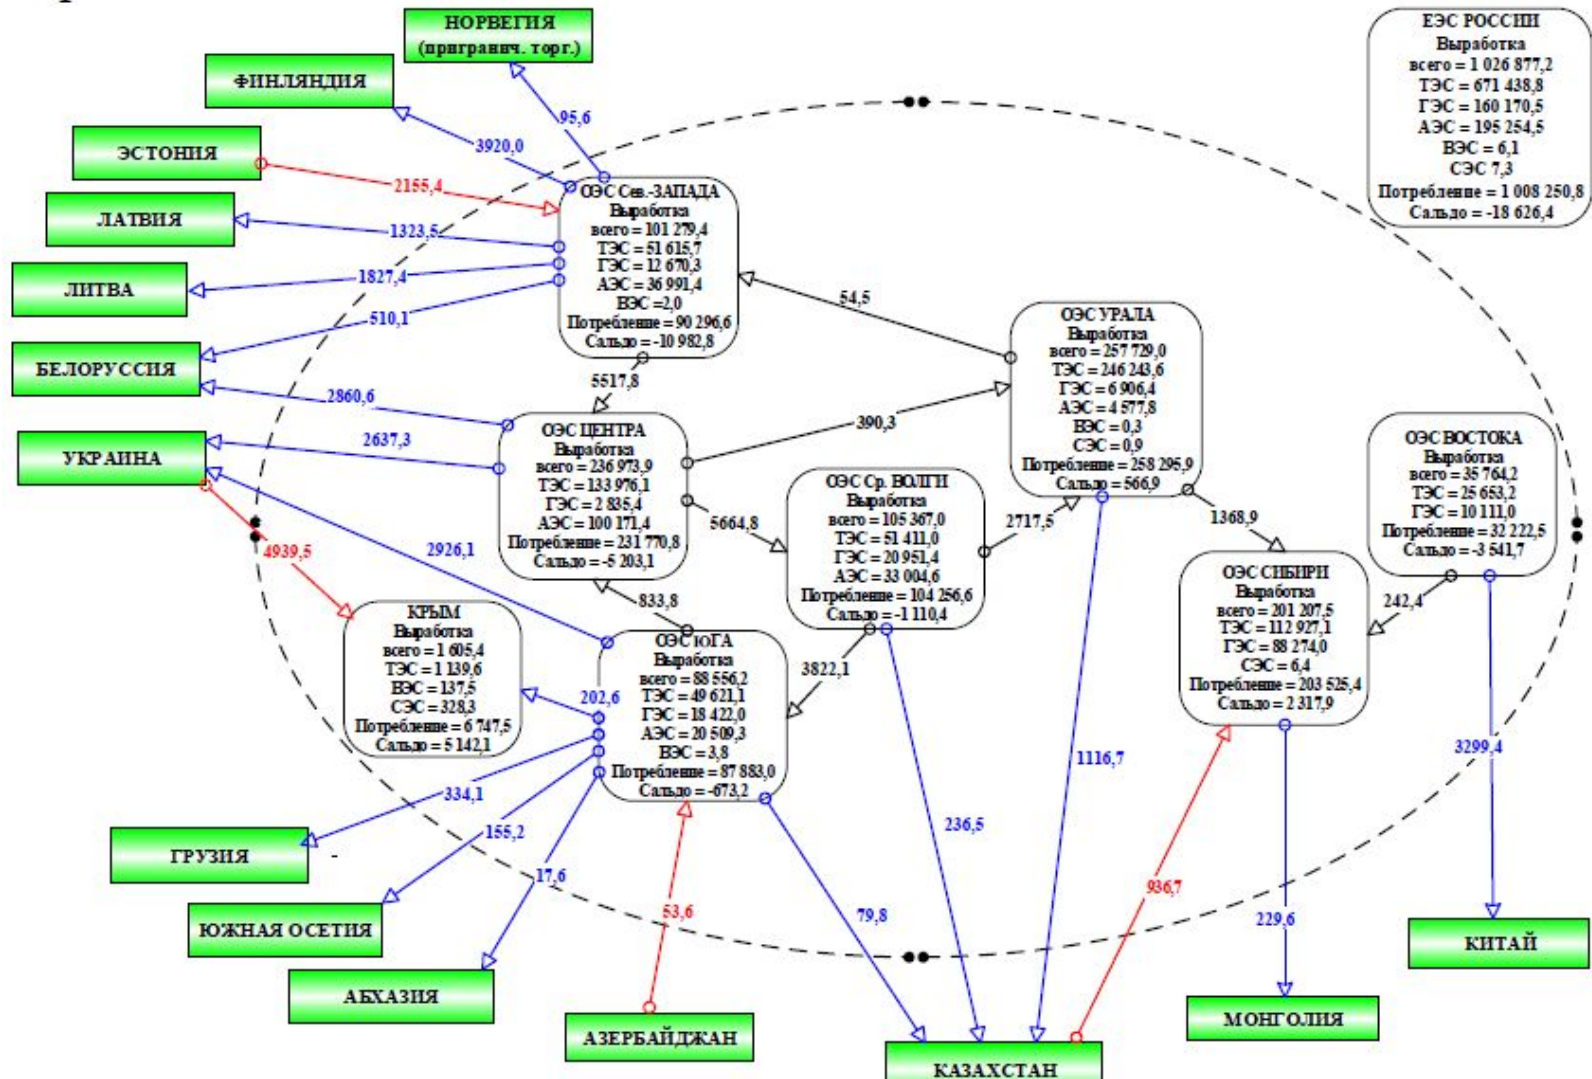 НОРВЕГИЯ
(пригранич. торг.)
ФИНЛЯНДИЯ
ЭСТОНИЯ
ЛАТВИЯ
ЛИТВА
БЕЛОРУССИЯ
УКРАИНА
95,6
3920,0
2155,4
1323,5
1827,4
510,1
2860,6
2637,3
2926,1
4939,5
ОЭС Сев.-ЗАПАДА
Выработка
всего = 101 279,4
ТЭС = 51 615,7
ГЭС = 12 670,3
АЭС = 36 991,4
ВЭС =2,0
Потребление = 90 296,6
Сальдо = -10 982,8
ЕЭС РОССИИ
Выработка
всего = 1 026 877,2
ТЭС = 671 438,8
ГЭС = 160 170,5
АЭС = 195 254,5
ВЭС = 6,1
СЭС 7,3
Потребление = 1 008 250,8
Сальдо = -18 626,4
54,5
5517,8
390,3
5664,8
2717,5
1368,9
242,4
833,8
3822,1
ОЭС УРАЛА
Выработка
всего = 257 729,0
ТЭС = 246 243,6
ГЭС = 6 906,4
АЭС = 4 577,8
ВЭС = 0,3
СЭС = 0,9
Потребление = 258 295,9
Сальдо = 566,9
ОЭС ЦЕНТРА
Выработка
всего = 236 973,9
ТЭС = 133 976,1
ГЭС = 2 835,4
АЭС = 100 171,4
Потребление = 231 770,8
Сальдо = -5 203,1
ОЭС Ср. ВОЛГИ
Выработка
всего = 105 367,0
ТЭС = 51 411,0
ГЭС = 20 951,4
АЭС = 33 004,6
Потребление = 104 256,6
Сальдо = -1 110,4
ОЭС ВОСТОКА
Выработка
всего = 35 764,2
ТЭС = 25 653,2
ГЭС = 10 111,0
Потребление = 32 222,5
Сальдо = -3 541,7
ОЭС СИБИРИ
Выработка
всего = 201 207,5
ТЭС = 112 927,1
ГЭС = 88 274,0
СЭС = 6,4
Потребление = 203 525,4
Сальдо = 2 317,9
КРЫМ
Выработка
всего = 1 605,4
ТЭС = 1 139,6
ВЭС = 137,5
СЭС = 328,3
Потребление = 6 747,5
Сальдо = 5 142,1
ОЭС ЮГА
Выработка
всего = 88 556,2
ТЭС = 49 621,1
ГЭС = 18 422,0
АЭС = 20 509,3
ВЭС = 3,8
Потребление = 87 883,0
Сальдо = -673,2
202,6
334,1
155,2
17,6
53,6
79,8
236,5
1116,7
936,7
229,6
3299,4
ГРУЗИЯ
-
ЮЖНАЯ ОСЕТИЯ
АБХАЗИЯ
АЗЕРБАЙДЖАН
КАЗАХСТАН
МОНГОЛИЯ
КИТАЙ